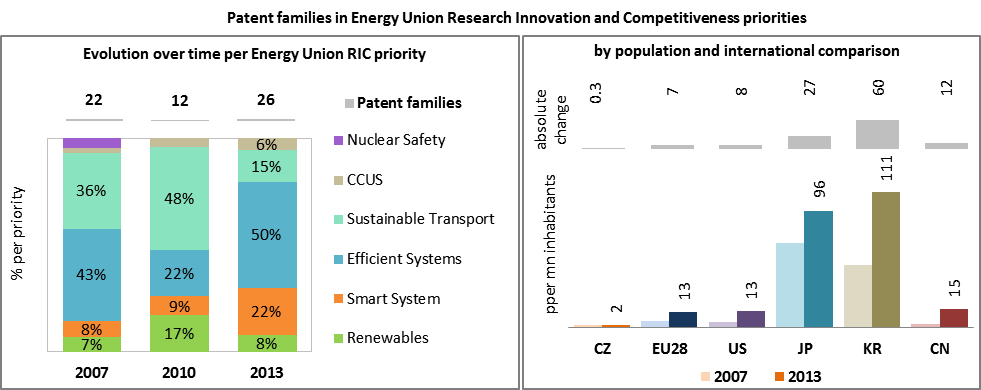 Patent families in Energy Union Research Innovation and Competitiveness priorities
Evolution over time per Energy Union RIC priority
22 12 26
Patent families
Nuclear Safety
CCUS
Sustainable Transport
Efficient Systems
Smart System
Renewables
% per priority
36% 43% 8% 7%
48% 22% 9% 17%
6% 15% 50% 22% 8%
2007 2010 2013
by population and international comparison
absolute
change
0.3 7 8 27 60 12
pper mn inhabitants
2 13 13 96 111 15
CZ EU28 US JP KR CN
2007 2013